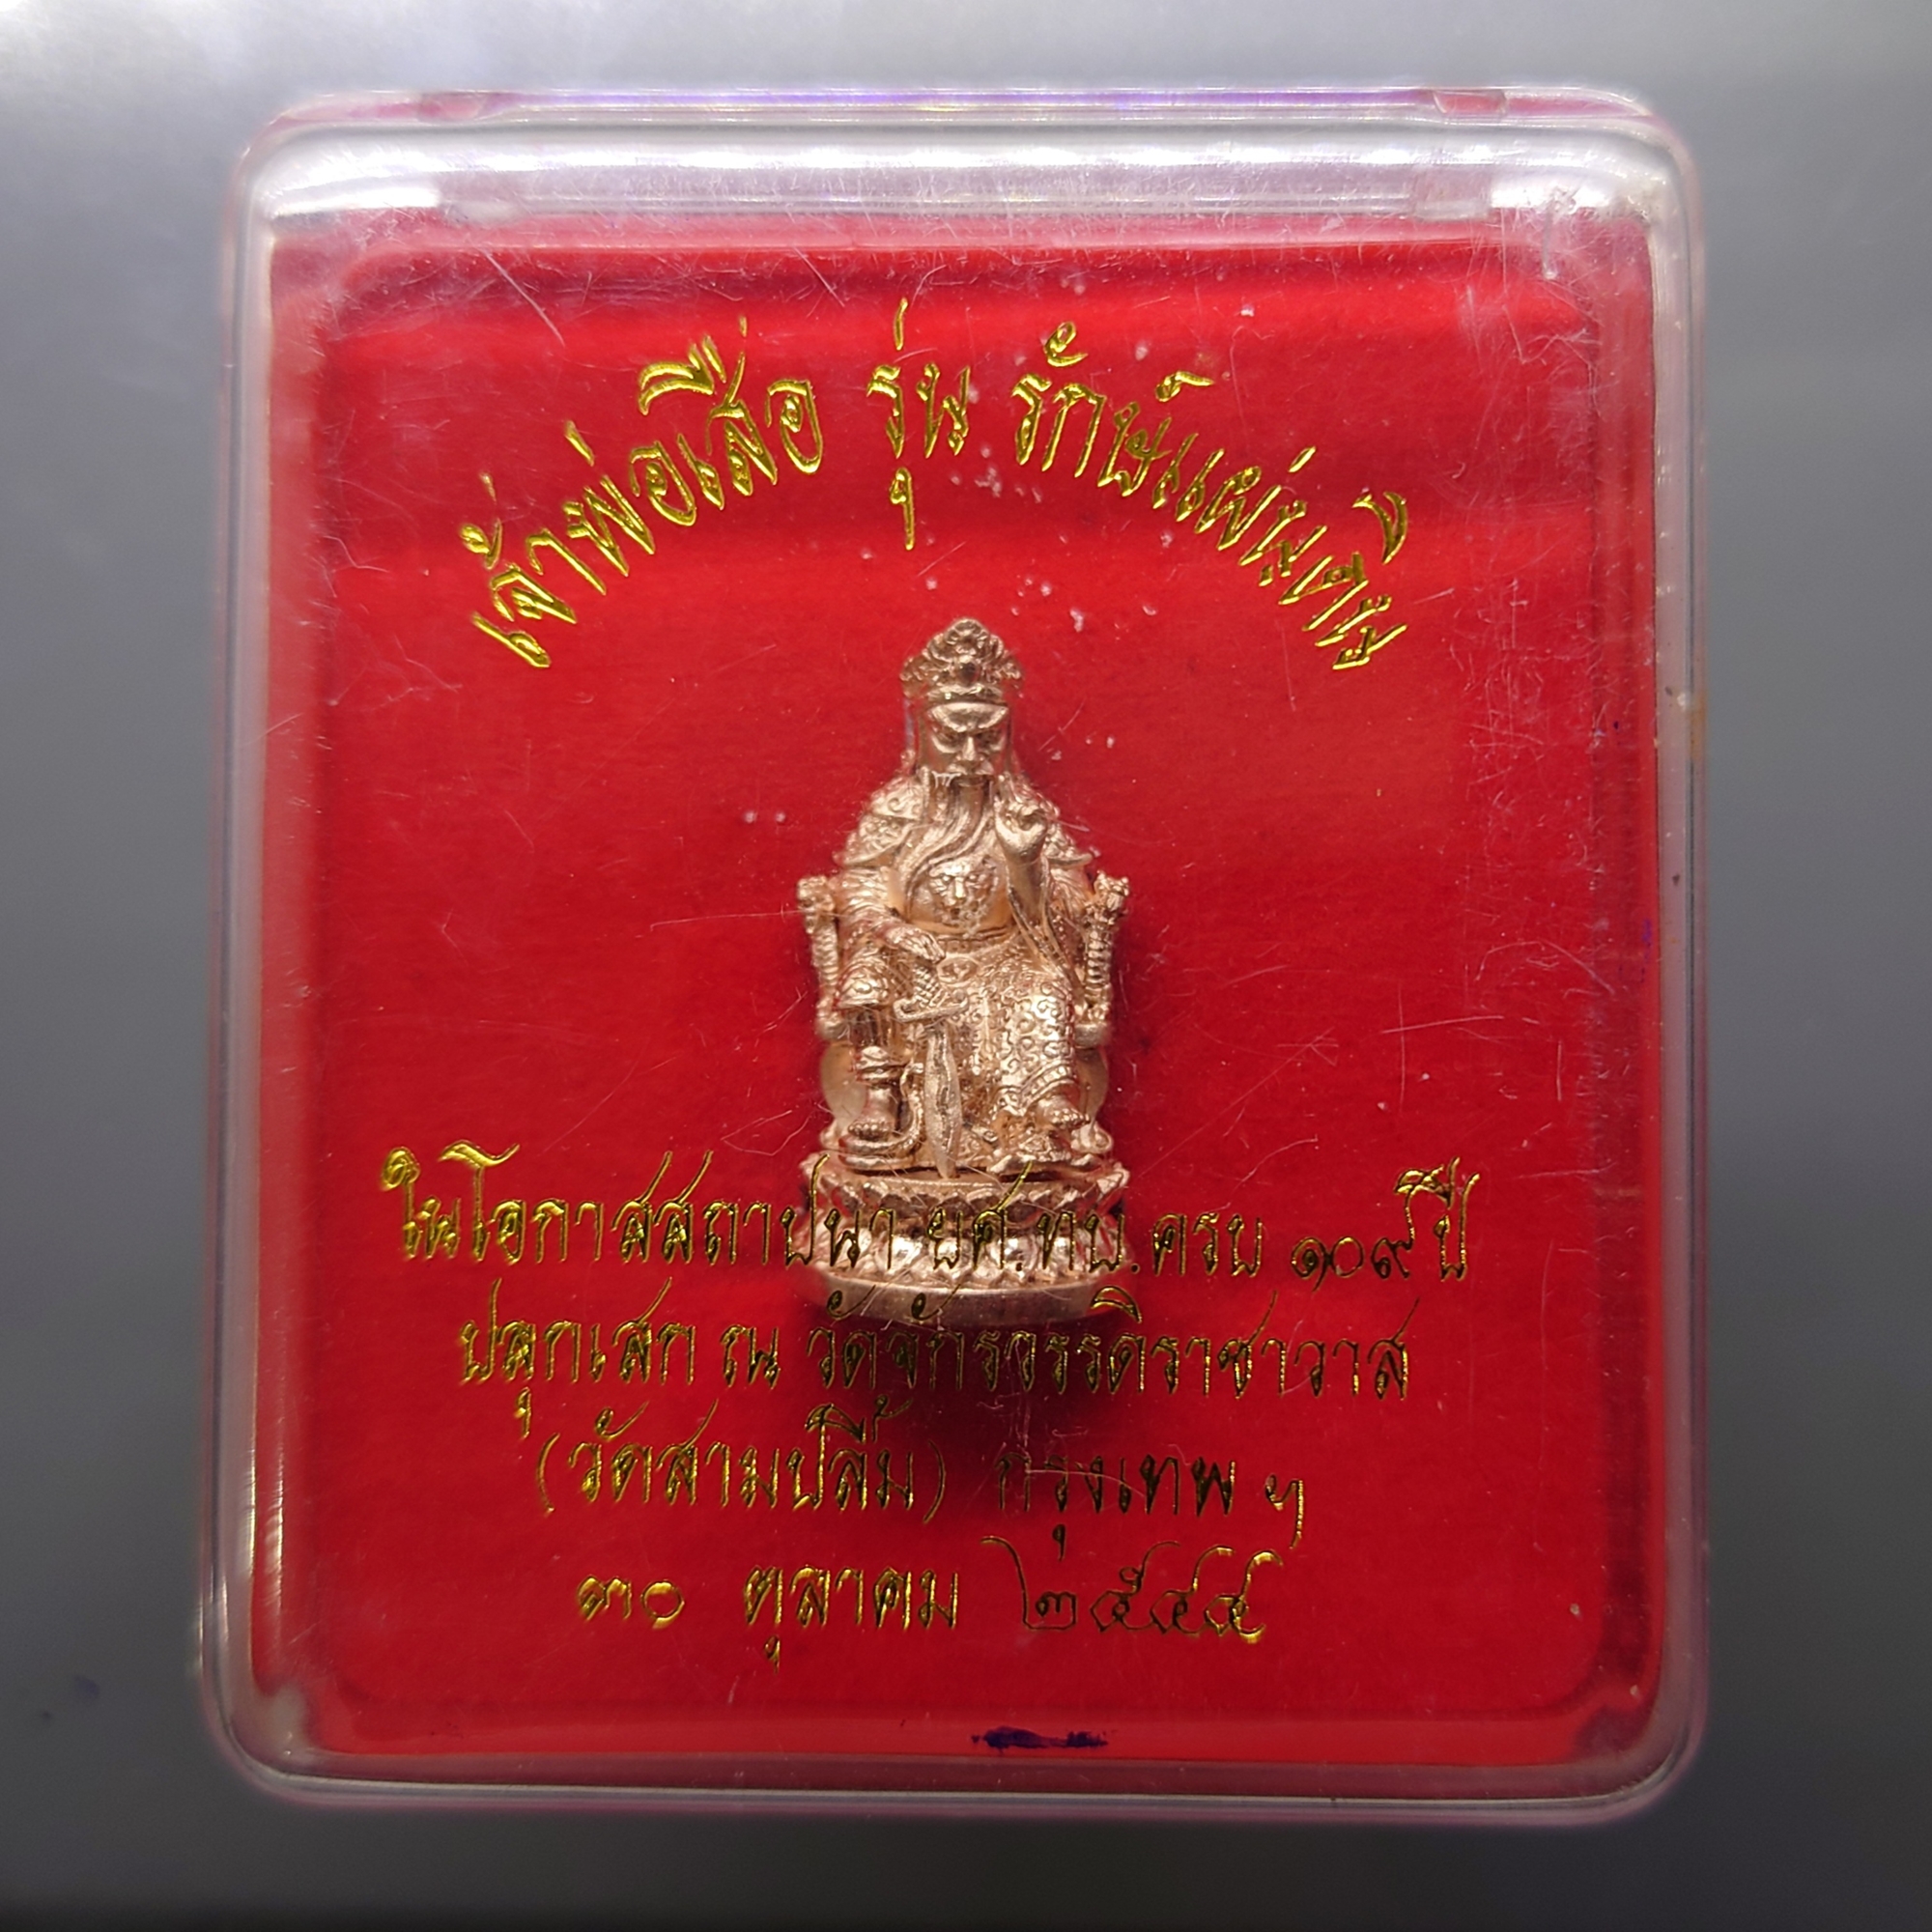 เจ้าพ่อเสือ รุ่น รักษ์แผ่นดิน
ในโอกาสสถาปนา ยศ.ทบ.ครบ ๑๐๙ ปี
ปลุกเสก ณ วัดจักรวรรดิราชาวาส
(วัดสามปลื้ม) กรุงเทพ ฯ
๓๐ ตุลาคม ๒๕๔๔